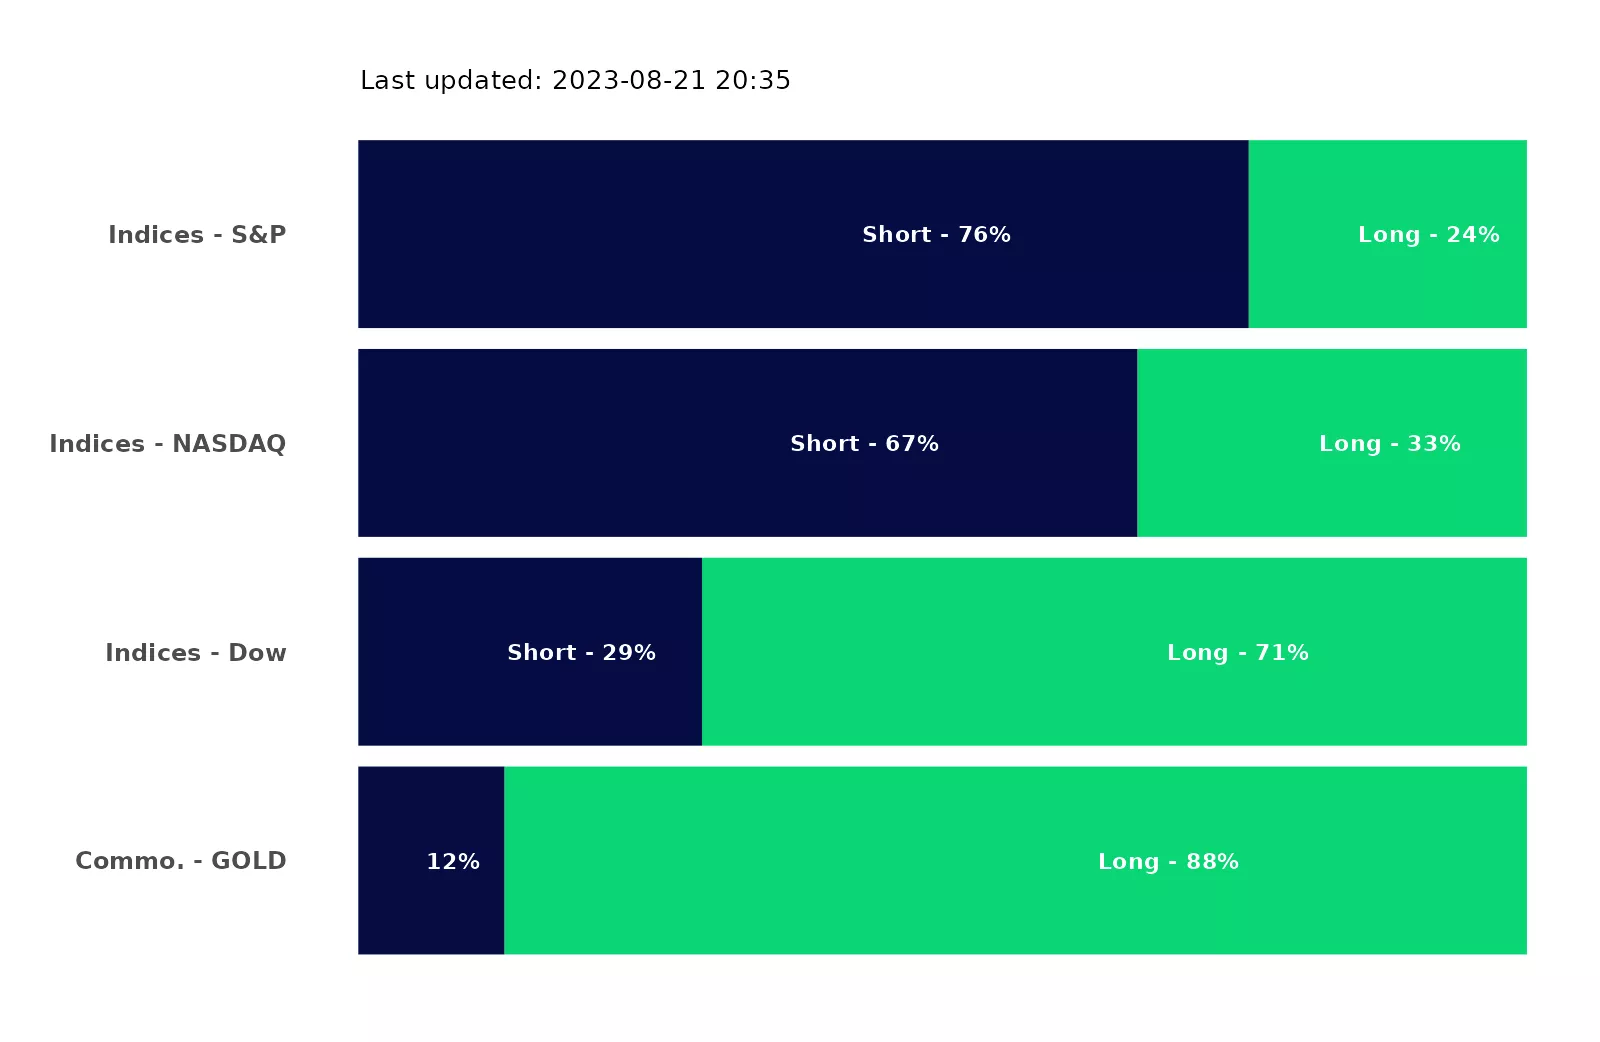 Last updated: 2023-08-21 20:35
Indices - S&P Short - 76% Long - 24%
Indices - NASDAQ Short - 67% Long - 33%
Indices - Dow Short - 29% Long - 71%
Commo. - GOLD 12% Long - 88%